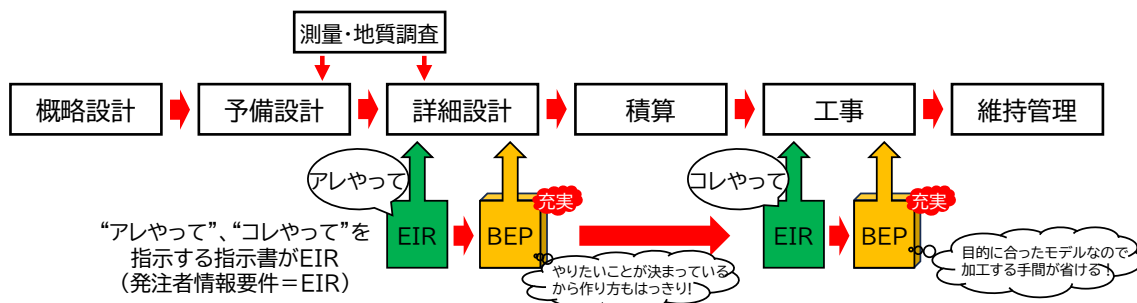 測量・地質調査
概略設計
予備設計
詳細設計
積算
工事
維持管理
アレやって
コレやって
充実
充実
EIR
BEP
EIR
BEP
“アレやって”、“コレやって”を
指示する指示書がEIR
（発注者情報要件＝EIR）
やりたいことが決まっている
から作り方もはっきり!
目的に合ったモデルなので
加工する手間が省ける！